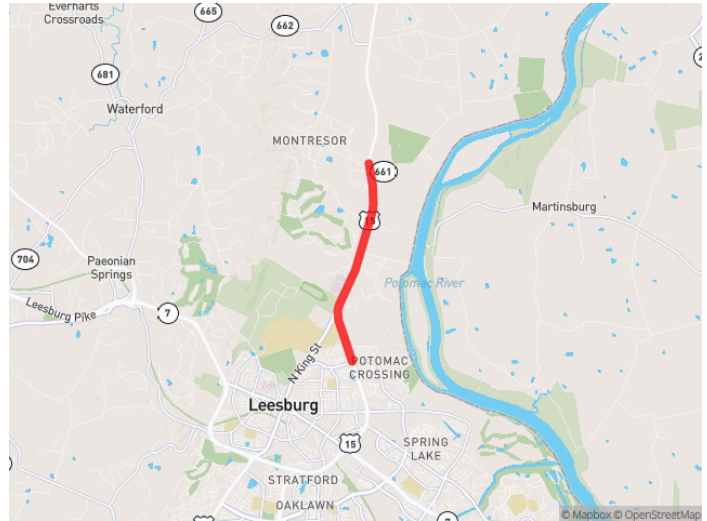 Everharts
Crossroads
665
662
681
Waterford
MONTRESOR
661
15
Martinsburg
704
Paeonian
Springs
Potomac River
Leesburg Pike
7
N King St
POTOMAC
CROSSING
Leesburg
15
SPRING
LAKE
STRATFORD
OAKLAWN
© Mapbox © OpenStreetMap